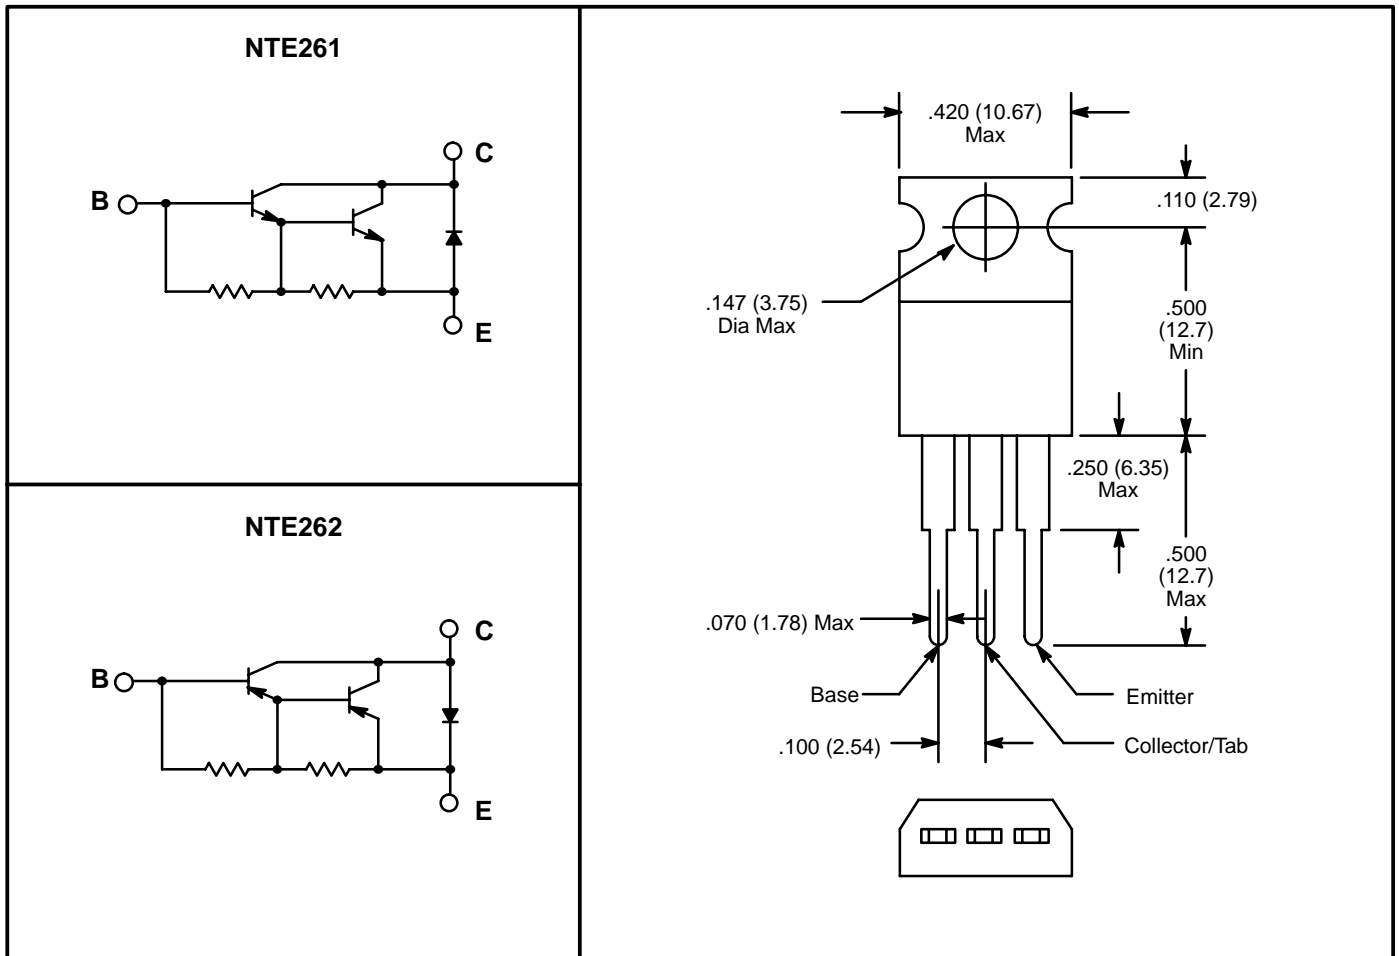 NTE261
C
B
E
NTE262
C
B
E
.420 (10.67)
Max
.110 (2.79)
.147 (3.75)
Dia Max
.500
(12.7)
Min
.250 (6.35)
Max
.500
(12.7)
Max
.070 (1.78) Max
Base
Emitter
.100 (2.54)
Collector/Tab